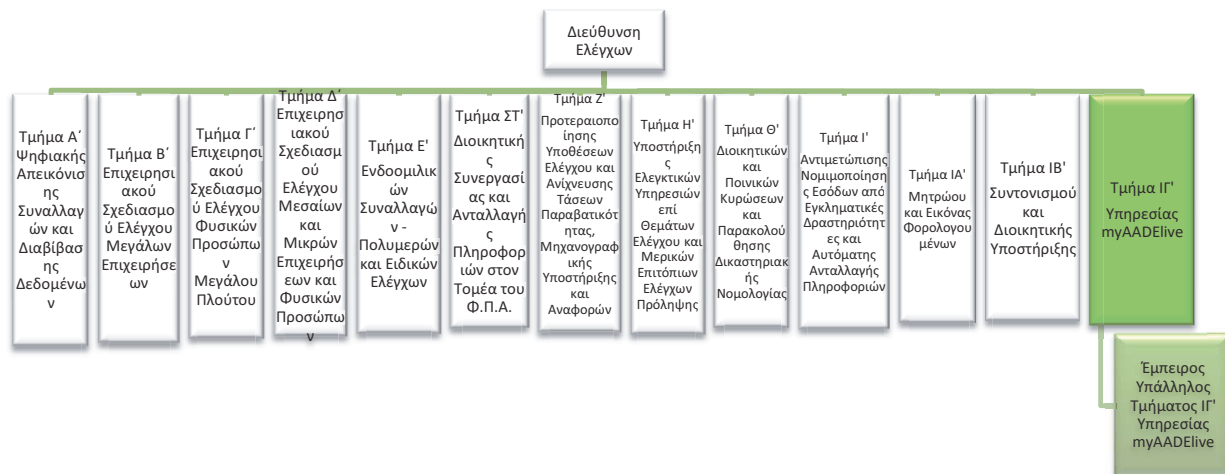 Διεύθυνση
Ελέγχων
Τμήμα Α΄
Ψηφιακής
Απεικόνισ
ης
Συναλλαγ
ών και
Διαβίβασ
ης
Δεδομένω
ν
Τμήμα Β΄
Επιχειρησι
ακού
Σχεδιασμο
ύ Ελέγχου
Μεγάλων
Επιχειρήσε
ων
Τμήμα Γ΄
Επιχειρησι
ακού
Σχεδιασμο
ύ Ελέγχου
Φυσικών
Προσώπω
ν
Μεγάλου
Πλούτου
Τμήμα Δ΄
Επιχειρησ
ιακού
Σχεδιασμ
ού
Ελέγχου
Μεσαίων
και
Μικρών
Επιχειρήσ
εων και
Φυσικών
Προσώπω
ν
Τμήμα Ε'
Ενδοομιλικ
ών
Συναλλαγώ
ν -
Πολυμερών
και Ειδικών
Ελέγχων
Τμήμα ΣΤ'
Διοικητικής
ς
Συνεργασί
ας και
Ανταλλαγή
ς
Πληροφορ
ιών στον
Τομέα του
Φ.Π.Α.
Τμήμα Ζ'
Προτεραιοπο
ίησης
Υποθέσεων
Ελέγχου και
Ανίχνευσης
Τάσεων
Παραβατικότ
ητας,
Μηχανογραφ
ικής
Υποστήριξης
και
Αναφορών
Τμήμα Η'
Υποστήριξη
ς
Ελεγκτικών
Υπηρεσιών
επί
Θεμάτων
Ελέγχου και
Μερικών
Επιτόπιων
Ελέγχων
Πρόληψης
Τμήμα Θ'
Διοικητικών
και
Ποινικών
Κυρώσεων
και
Παρακολού
θησης
Δικαστηριακ
ής
Νομολογίας
Τμήμα Ι'
Αντιμετώπισης
Νομιμοποίηση
ς Εσόδων από
Εγκληματικές
Δραστηριότητ
ες και
Αυτόματης
Ανταλλαγής
Πληροφοριών
Τμήμα ΙΑ'
Μητρώου
και Εικόνας
Φορολογου
μένων
Τμήμα ΙΒ'
Συντονισμού
και
Διοικητικής
Υποστήριξης
Τμήμα ΙΓ'
Υπηρεσίας
myAADElive
Έμπειρος
Υπάλληλος
Τμήματος ΙΓ'
Υπηρεσίας
myAADElive